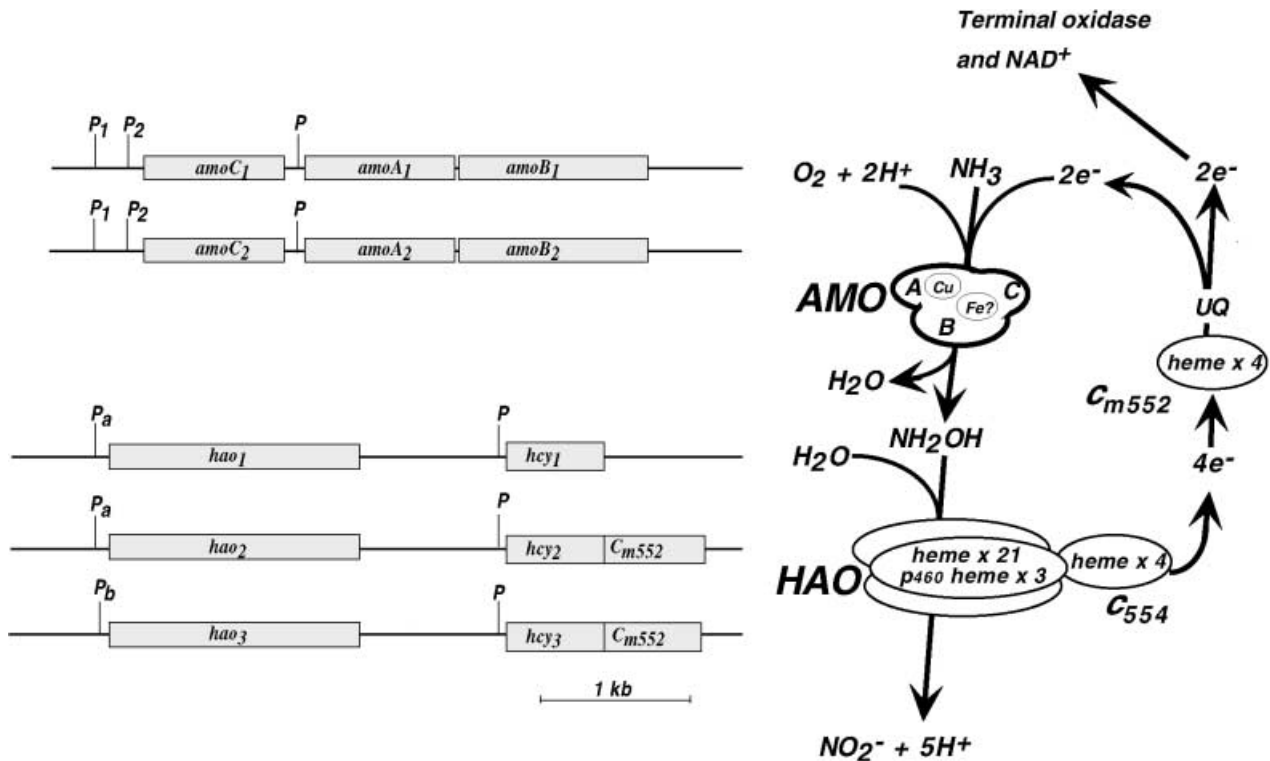 P1 P2 P
amoC1 amoA1 amoB1
P1 P2 P
amoC2 amoA2 amoB2
Pa P
hao1 hcy1
Pa P
hao2 hcy2 Cm552
Pb P
hao3 hcy3 Cm552
1 kb
Terminal oxidase
and NAD+
O2 + 2H+ NH3 2e- 2e-
AMO A Cu C
Fe?
B
UQ
heme x 4
H2O
Cm552
NH2OH
H2O 4e-
HAO
heme x 21
p460 heme x 3
heme x 4
C554
NO2- + 5H+